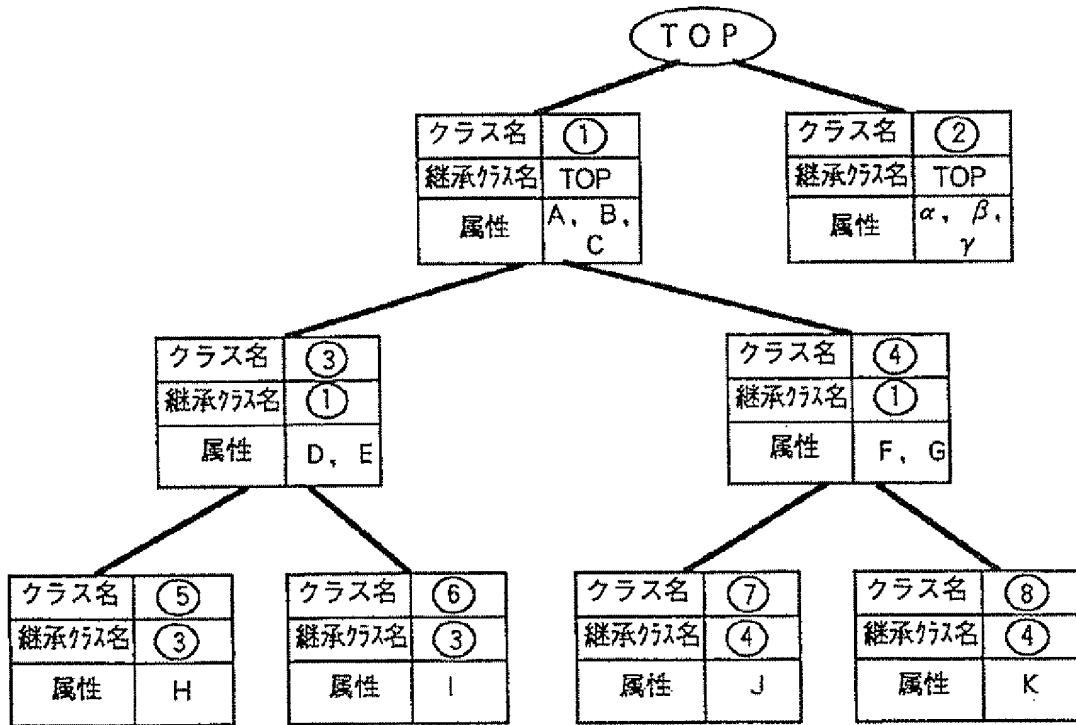 TOP
クラス名 ①
継承クラス名 TOP
属性 A, B,
C
クラス名 ②
継承クラス名 TOP
属性 α, β,
γ
クラス名 ③
継承クラス名 ①
属性 D, E
クラス名 ④
継承クラス名 ①
属性 F, G
クラス名 ⑤
継承クラス名 ③
属性 H
クラス名 ⑥
継承クラス名 ③
属性 I
クラス名 ⑦
継承クラス名 ④
属性 J
クラス名 ⑧
継承クラス名 ④
属性 K